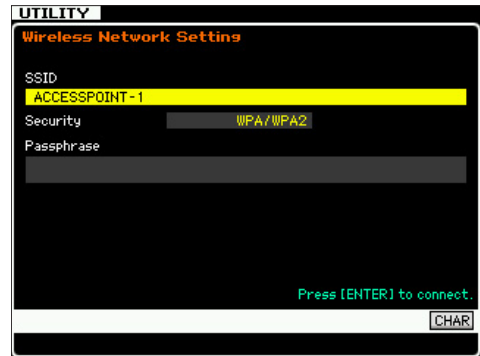 UTILITY
Wireless Network Setting
SSID
ACCESSPOINT-1
Security WPA/WPA2
Passphrase
Press [ENTER] to connect.
CHAR